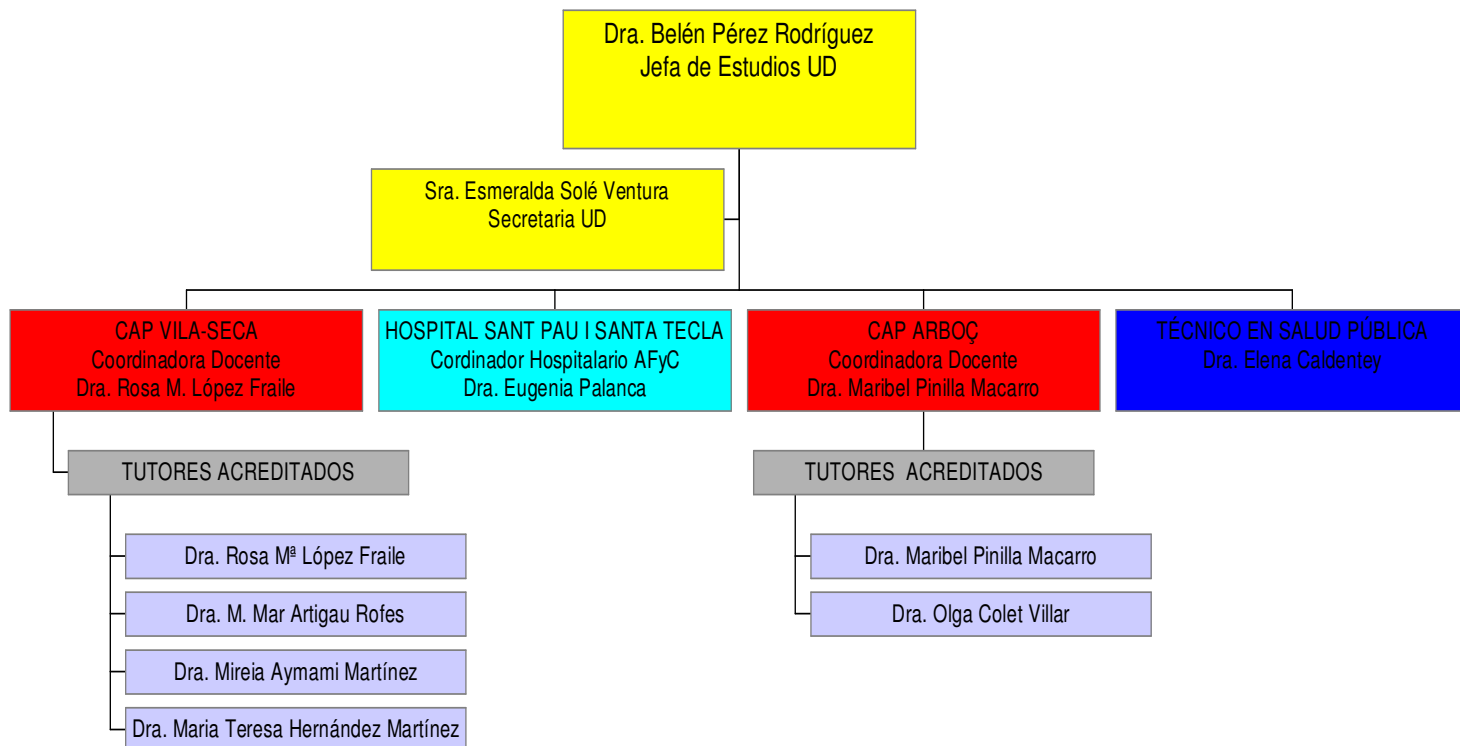 Dra. Belén Pérez Rodríguez
Jefa de Estudios UD
Sra. Esmeralda Solé Ventura
Secretaria UD
CAP VILA-SECA
Coordinadora Docente
Dra. Rosa M. López Fraile
HOSPITAL SANT PAU I SANTA TECLA
Cordinador Hospitalario AFyC
Dra. Eugenia Palanca
CAP ARBOÇ
Coordinadora Docente
Dra. Maribel Pinilla Macarro
TÉCNICO EN SALUD PÚBLICA
Dra. Elena Caldentey
TUTORES ACREDITADOS
Dra. Rosa Mª López Fraile
Dra. M. Mar Artigau Rofes
Dra. Mireia Aymami Martínez
Dra. Maria Teresa Hernández Martínez
TUTORES ACREDITADOS
Dra. Maribel Pinilla Macarro
Dra. Olga Colet Villar